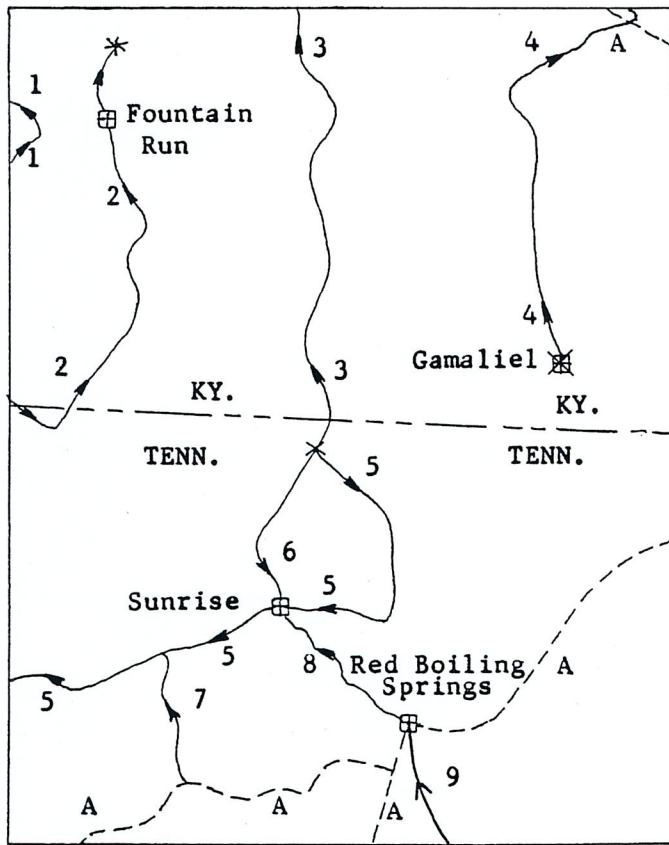 3
4
A
1
Fountain
Run
1
2
4
Gamaliel
2
3
KY.
KY.
TENN.
TENN.
5
6
Sunrise
5
5
8
Red Boiling
Springs
A
5
7
9
A
A
A